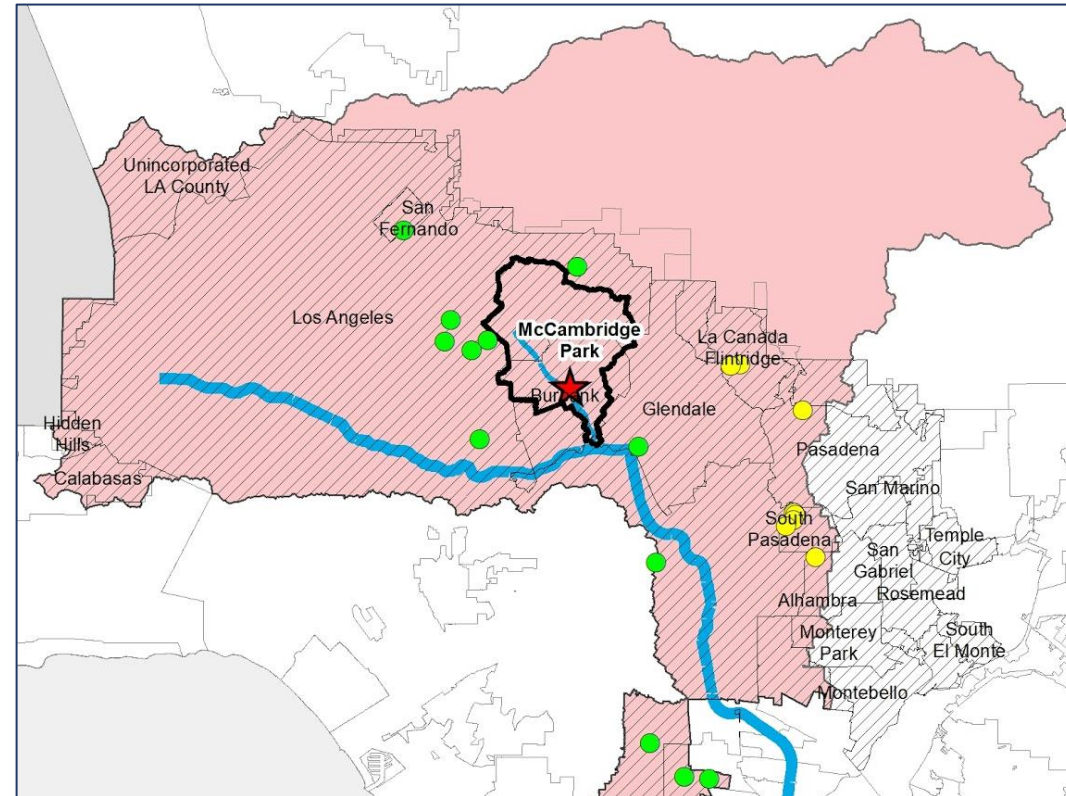 Unincorporated
LA County
San
Fernando
Los Angeles
McCambridge
Park
La Canada
Flintridge
Burbank
Glendale
Hidden
Hills
Calabasas
Pasadena
San Marino
South
Pasadena
San
Gabriel
Temple
City
Rosemead
Alhambra
Monterey
Park
South
El Monte
Montebello